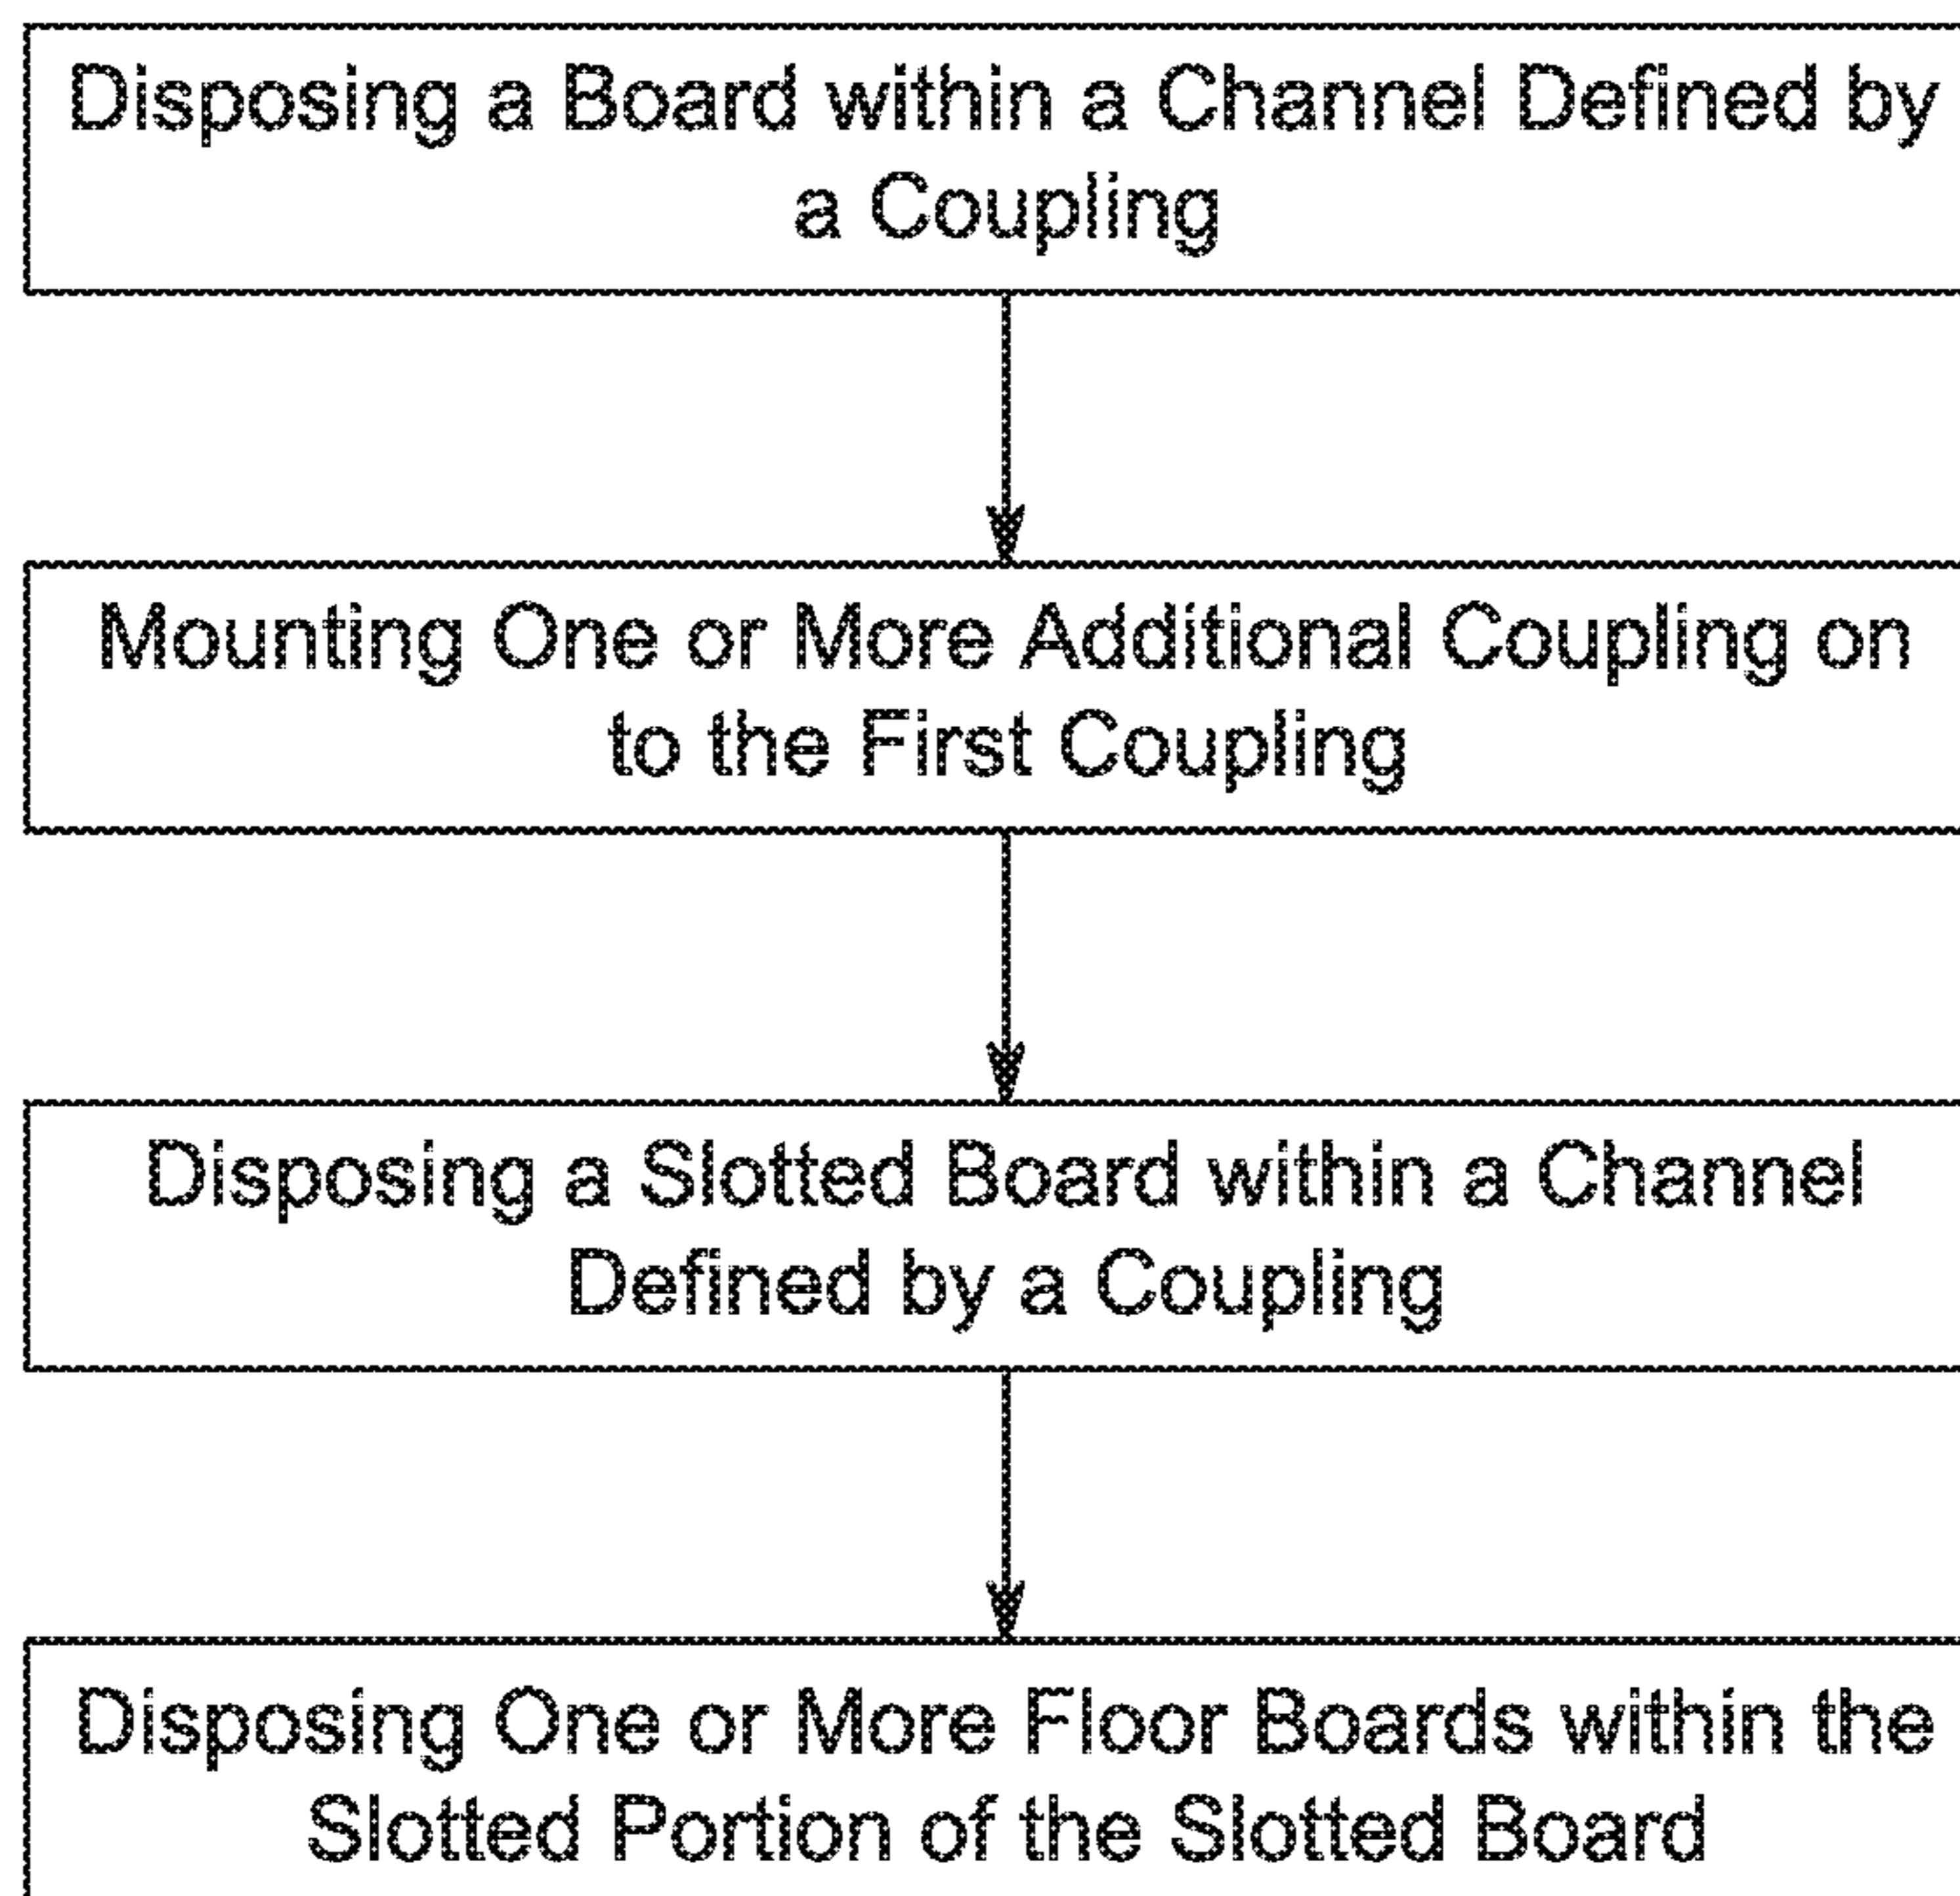 Disposing a Board within a Channel Defined by
a Coupling
Mounting One or More Additional Coupling on
to the First Coupling
Disposing a Slotted Board within a Channel
Defined by a Coupling
Disposing One or More Floor Boards within the
Slotted Portion of the Slotted Board